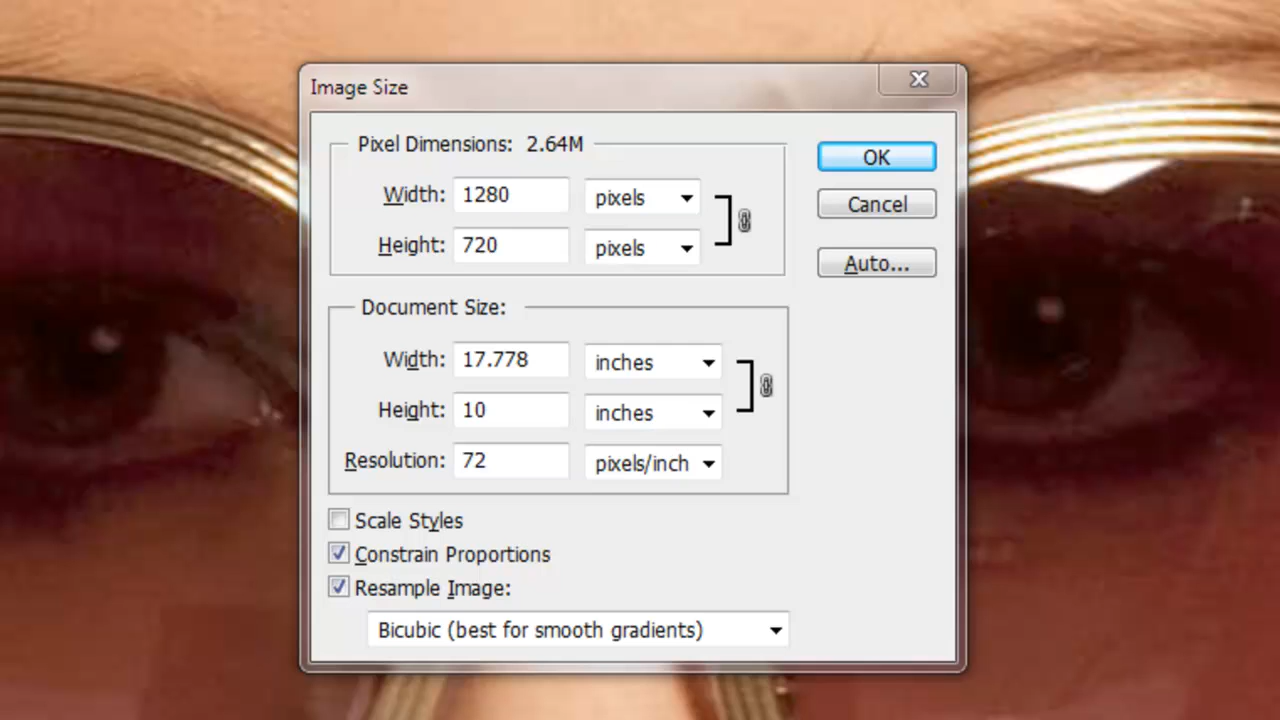 Image Size
Pixel Dimensions: 2.64M
Width: 1280 pixels
Height: 720 pixels
OK
Cancel
Auto...
Document Size:
Width: 17.778 inches
Height: 10 inches
Resolution: 72 pixels/inch
Scale Styles
Constrain Proportions
Resample Image:
Bicubic (best for smooth gradients)